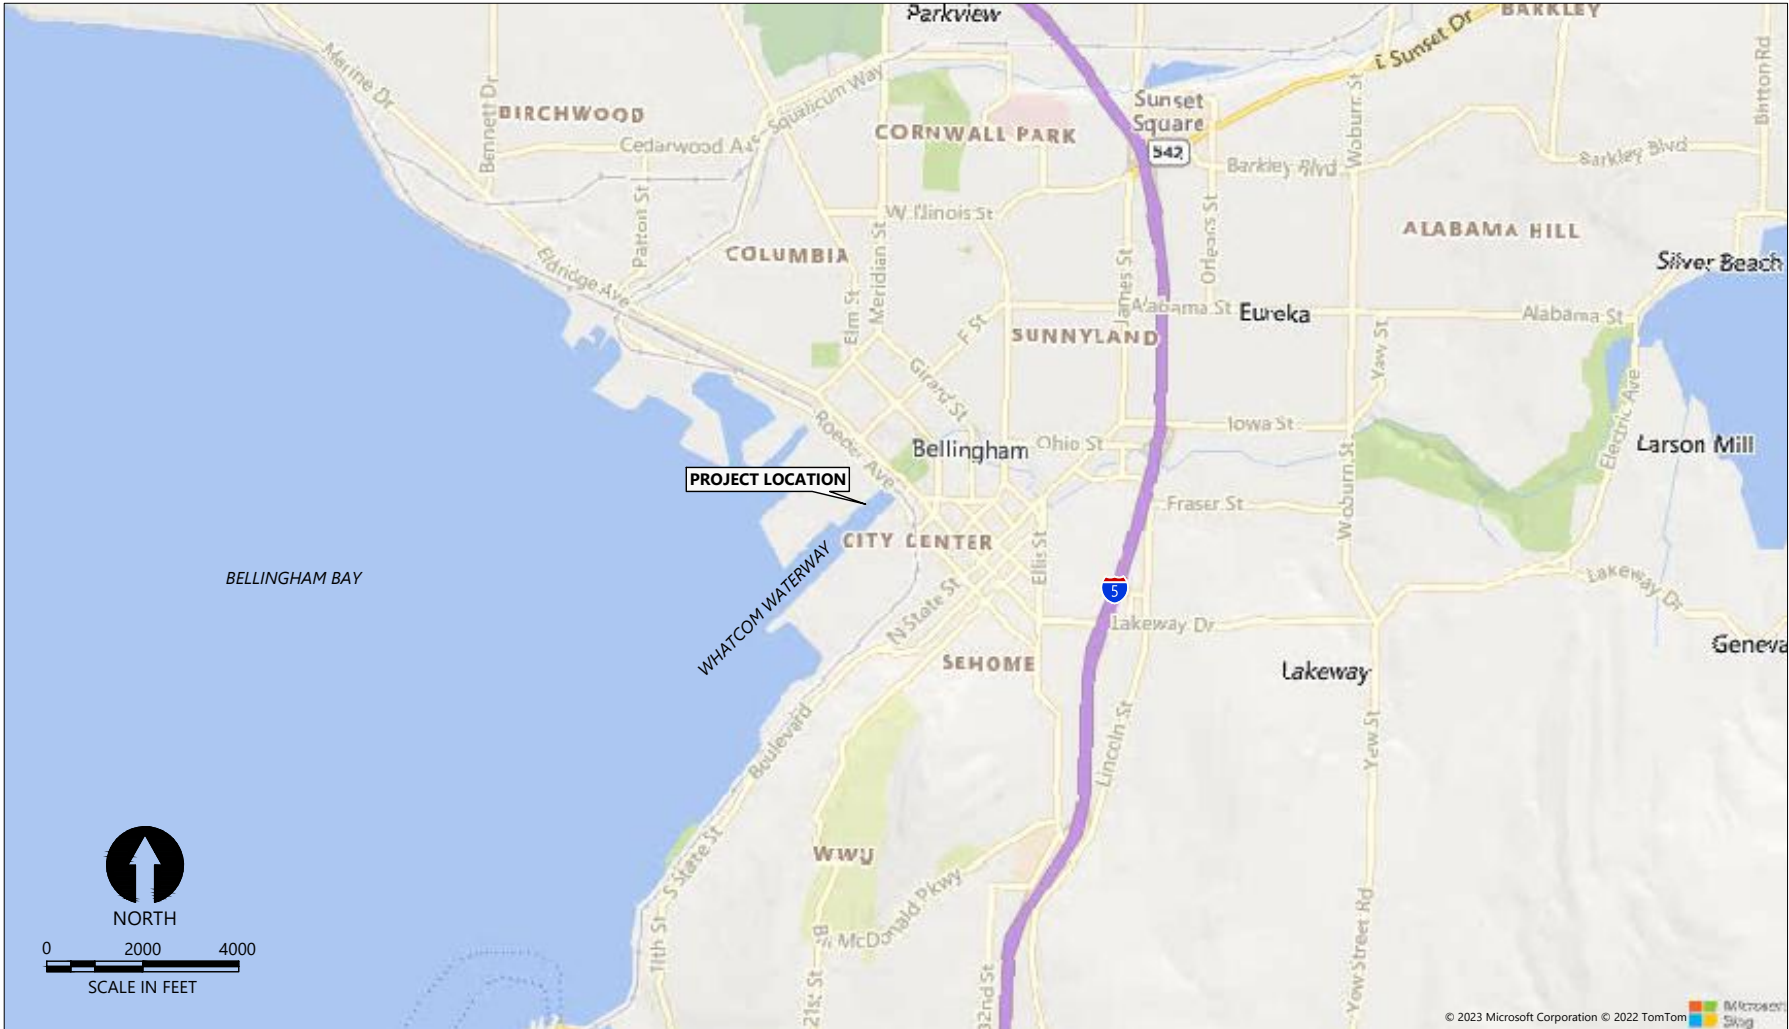 Parkview
BARKLEY
E Sunset Dr
Marine Dr
Bennett Dr
BIRCHWOOD
Squalicum Way
Cedarwood Ave
CORNWALL PARK
Sunset
Square
542
Woburn St
Britton Rd
Barkley Blvd
Barkley Blvd
Patton St
W Illinois St
Meridian St
Orleans St
ALABAMA HILL
COLUMBIA
Eldridge Ave
Silver Beach
Elm St
James St
F St
Alabama St
Eureka
Alabama St
SUNNYLAND
Yew St
Girard St
Electric Ave
Roeder Ave
Bellingham
Ohio St
Iowa St
Larson Mill
PROJECT LOCATION
Fraser St
Woburn St
CITY CENTER
Ellis St
BELLINGHAM BAY
WHATCOM WATERWAY
5
Lakeway Dr
N State St
Lakeway Dr
SEHOME
Lakeway
Geneva
Boulevard
Lincoln St
Yew St
S State St
WWU
NORTH
McDonald Pkwy
11th St
21st St
32nd St
Yew Street Rd
0 2000 4000
SCALE IN FEET
© 2023 Microsoft Corporation © 2022 TomTom
Microsoft
Bing